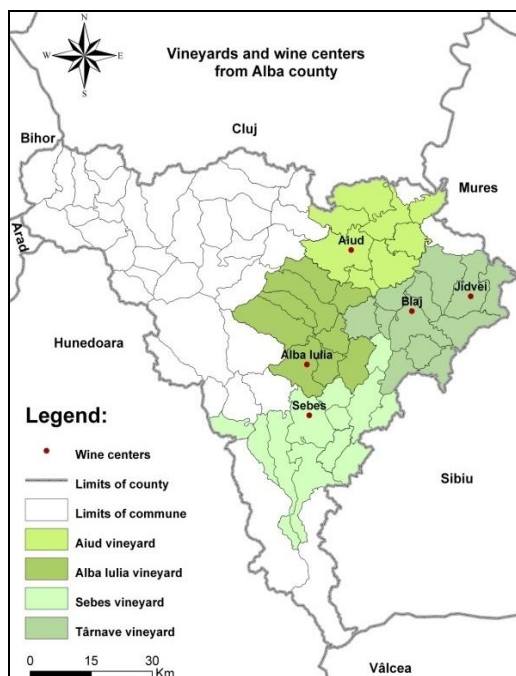 N
W
E
S
Vineyards and wine centers
from Alba county
Cluj
Bihor
Mures
Arad
Aiud
Jidvei
Blaj
Hunedoara
Alba Iulia
Sebes
Sibiu
Vâlcea
Legend:
Wine centers
Limits of county
Limits of commune
Aiud vineyard
Alba Iulia vineyard
Sebes vineyard
Târnave vineyard
0 15 30
Km